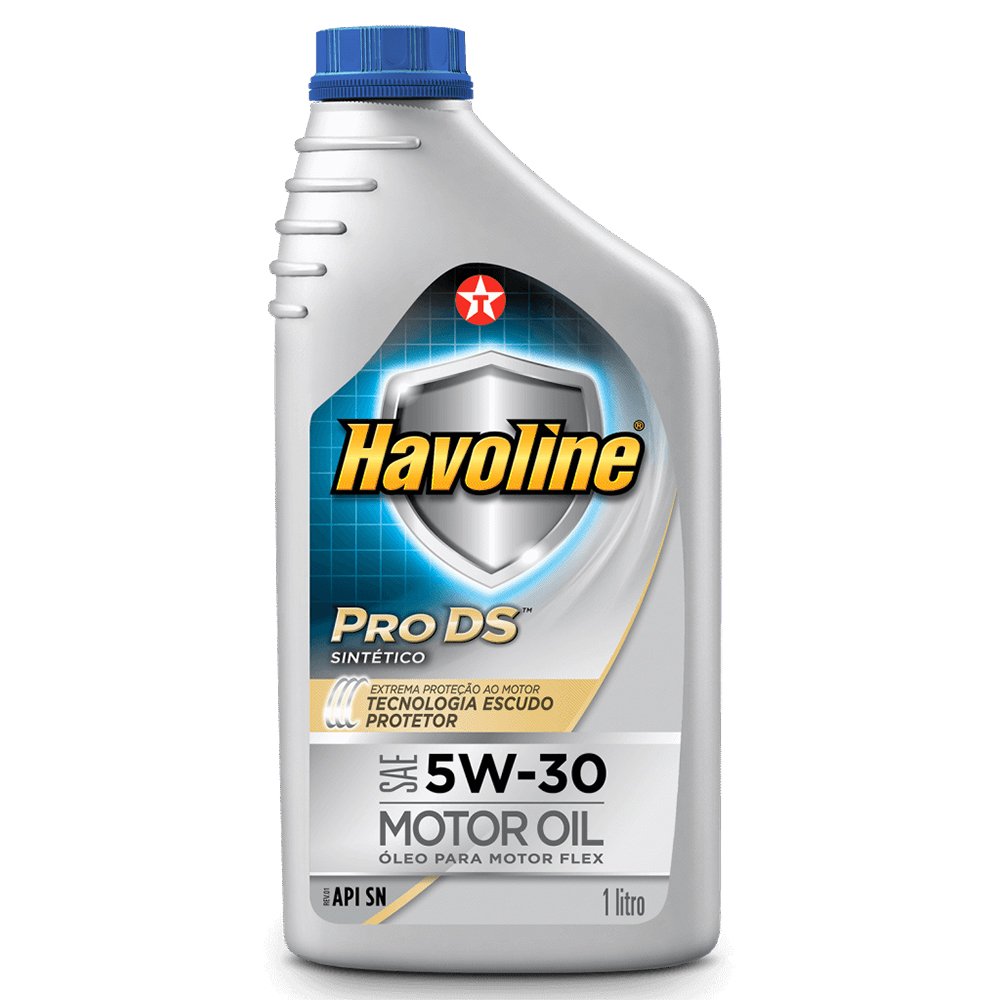 T
Havoline®
PRO DS™
SINTÉTICO
EXTREMA PROTEÇÃO AO MOTOR
TECNOLOGIA ESCUDO
PROTETOR
SAE 5W-30
MOTOR OIL
ÓLEO PARA MOTOR FLEX
REV.01 API SN
1 litro